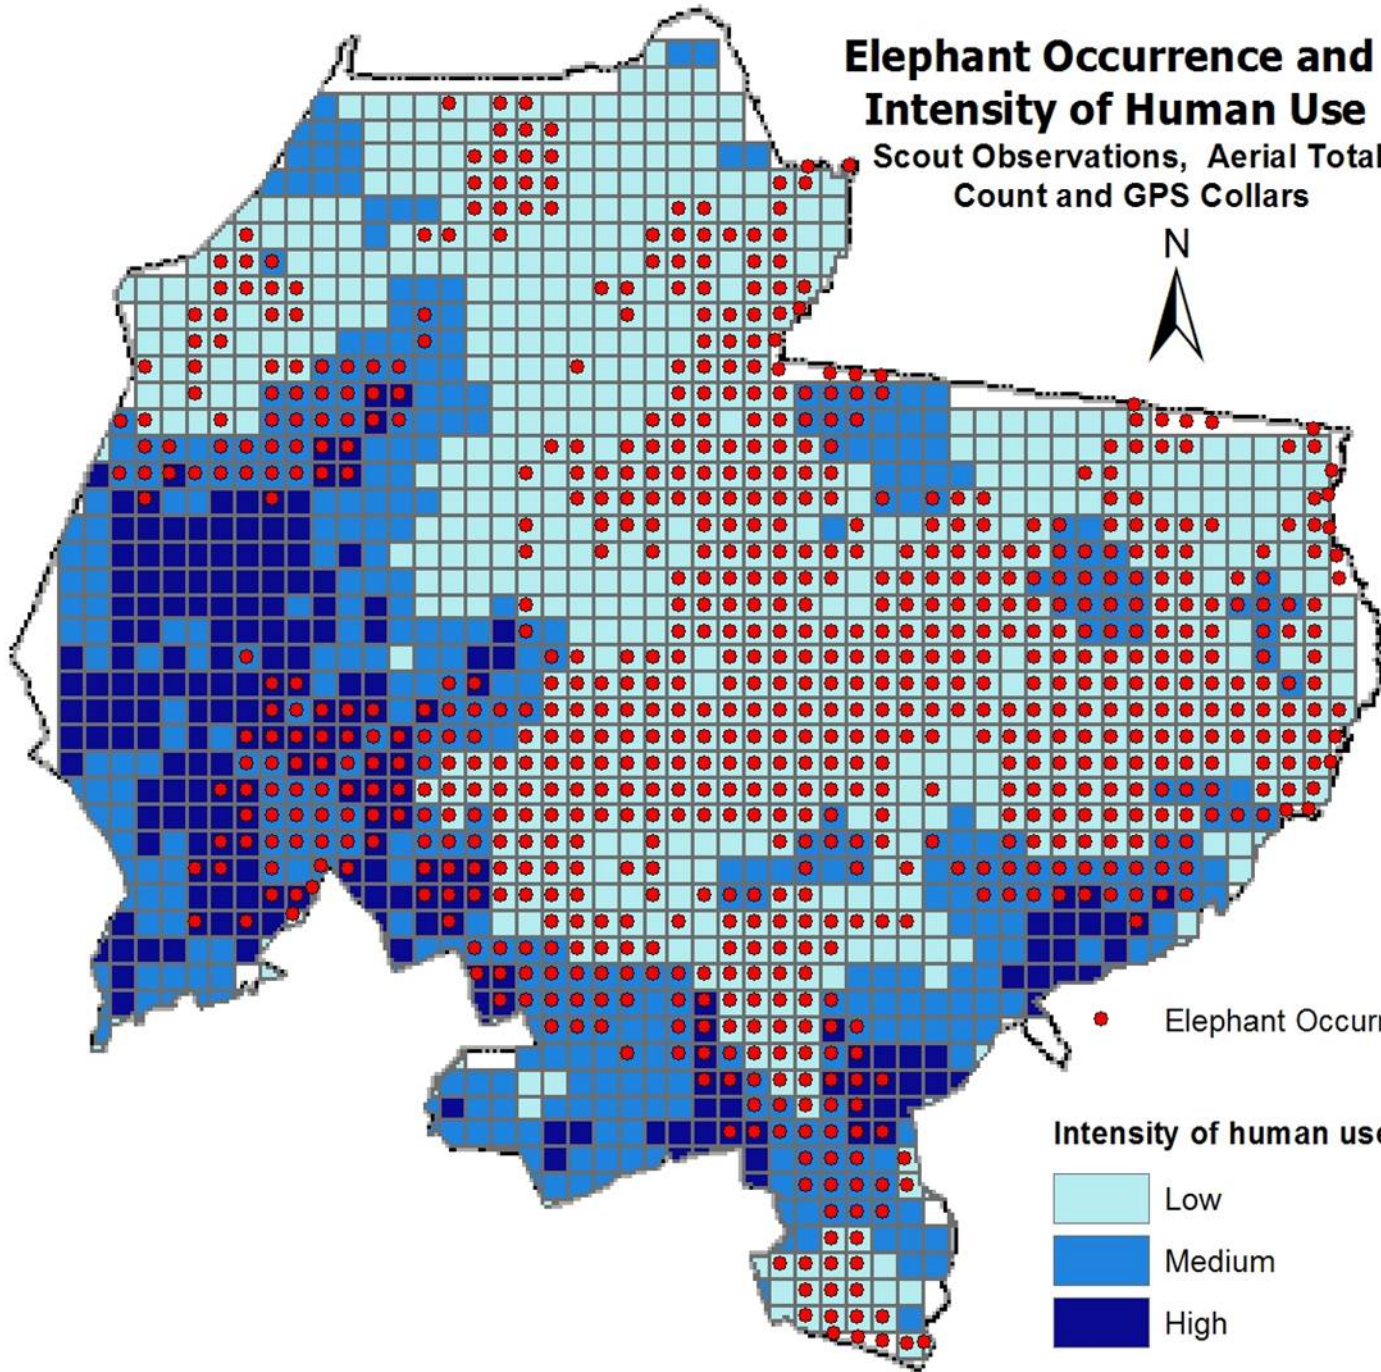 Elephant Occurrence and
Intensity of Human Use
Scout Observations, Aerial Total
Count and GPS Collars
N
Elephant Occurr
Intensity of human use
Low
Medium
High